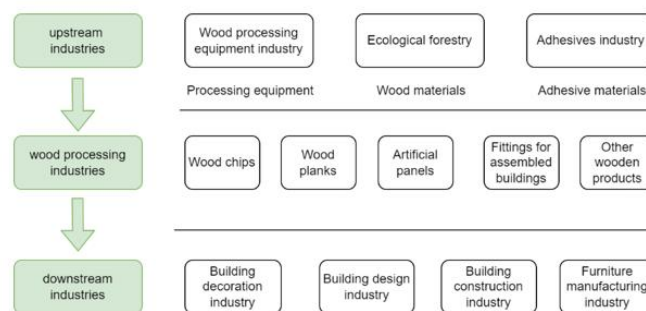 upstream
industries
Wood processing
equipment industry
Ecological forestry
Adhesives industry
Processing equipment
Wood materials
Adhesive materials
wood processing
industries
Wood chips
Wood
planks
Artificial
panels
Fittings for
assembled
buildings
Other
wooden
products
downstream
industries
Building
decoration
industry
Building design
industry
Building
construction
industry
Furniture
manufacturing
industry